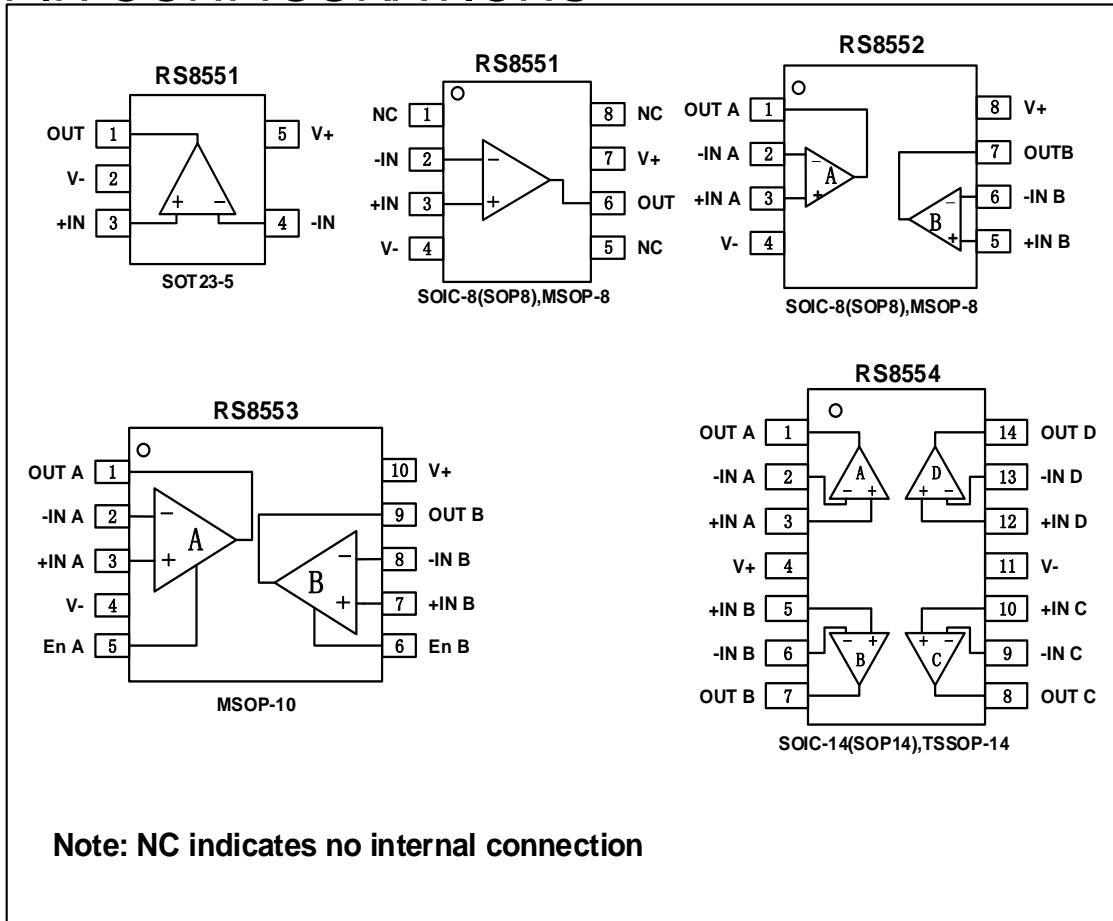 RS8551
OUT 1 5 V+
V- 2
+IN 3 4 -IN
+ −
SOT23-5
RS8551
NC 1 8 NC
-IN 2 − 7 V+
+IN 3 + 6 OUT
V- 4 5 NC
SOIC-8(SOP8),MSOP-8
RS8552
OUT A 1 8 V+
-IN A 2 − A 7 OUTB
+IN A 3 + B − 6 -IN B
V- 4 + 5 +IN B
SOIC-8(SOP8),MSOP-8
RS8553
OUT A 1 10 V+
-IN A 2 − A 9 OUT B
+IN A 3 + B − 8 -IN B
V- 4 + 7 +IN B
En A 5 6 En B
MSOP-10
RS8554
OUT A 1 14 OUT D
-IN A 2 A D 13 -IN D
− + + −
+IN A 3 12 +IN D
V+ 4 11 V-
+IN B 5 10 +IN C
− + + −
-IN B 6 B C 9 -IN C
OUT B 7 8 OUT C
SOIC-14(SOP14),TSSOP-14
Note: NC indicates no internal connection